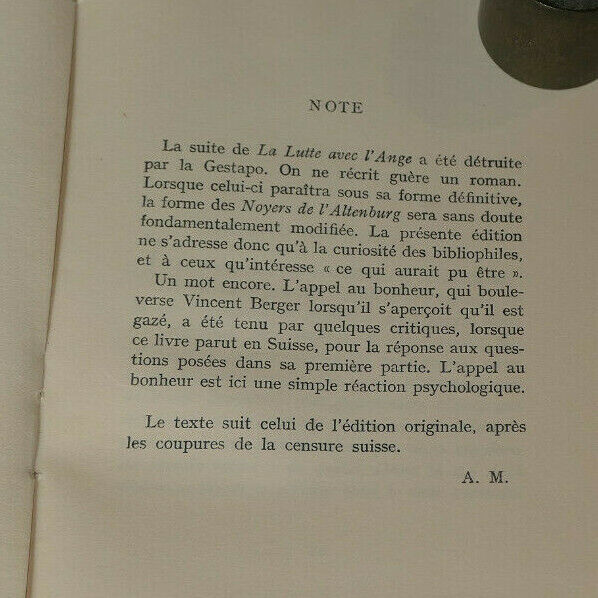 NOTE
La suite de La Lutte avec l'Ange a été détruite
par la Gestapo. On ne récrit guère un roman.
Lorsque celui-ci paraîtra sous sa forme définitive,
la forme des Noyers de l'Altenburg sera sans doute
fondamentalement modifiée. La présente édition
ne s'adresse donc qu'à la curiosité des bibliophiles,
et à ceux qu'intéresse « ce qui aurait pu être ».
Un mot encore. L'appel au bonheur, qui boule-
verse Vincent Berger lorsqu'il s'aperçoit qu'il est
gazé, a été tenu par quelques critiques, lorsque
ce livre parut en Suisse, pour la réponse aux ques-
tions posées dans sa première partie. L'appel au
bonheur est ici une simple réaction psychologique.
Le texte suit celui de l'édition originale, après
les coupures de la censure suisse.
A. M.